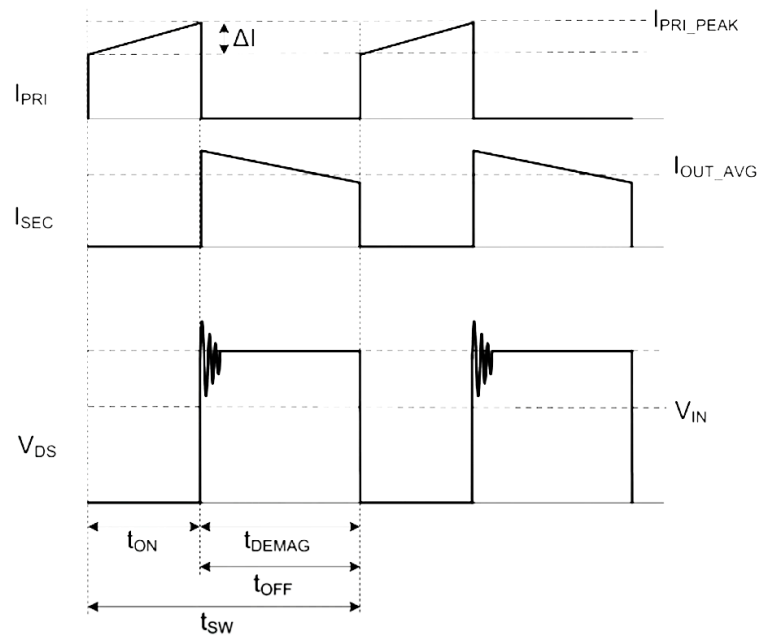 I_PRI_PEAK
ΔI
I_PRI
I_OUT_AVG
I_SEC
V_IN
V_DS
t_ON
t_DEMAG
t_OFF
t_SW